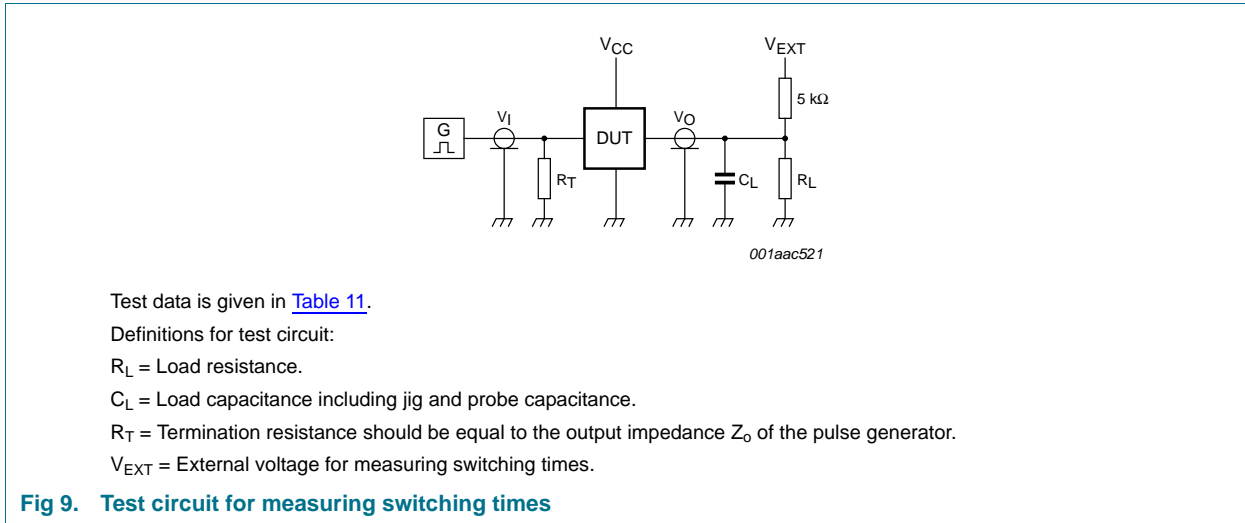 VCC
VEXT
5 kΩ
G
VI
RT
DUT
VO
CL
RL
001aac521
Test data is given in Table 11.
Definitions for test circuit:
RL = Load resistance.
CL = Load capacitance including jig and probe capacitance.
RT = Termination resistance should be equal to the output impedance Zo of the pulse generator.
VEXT = External voltage for measuring switching times.
Fig 9. Test circuit for measuring switching times